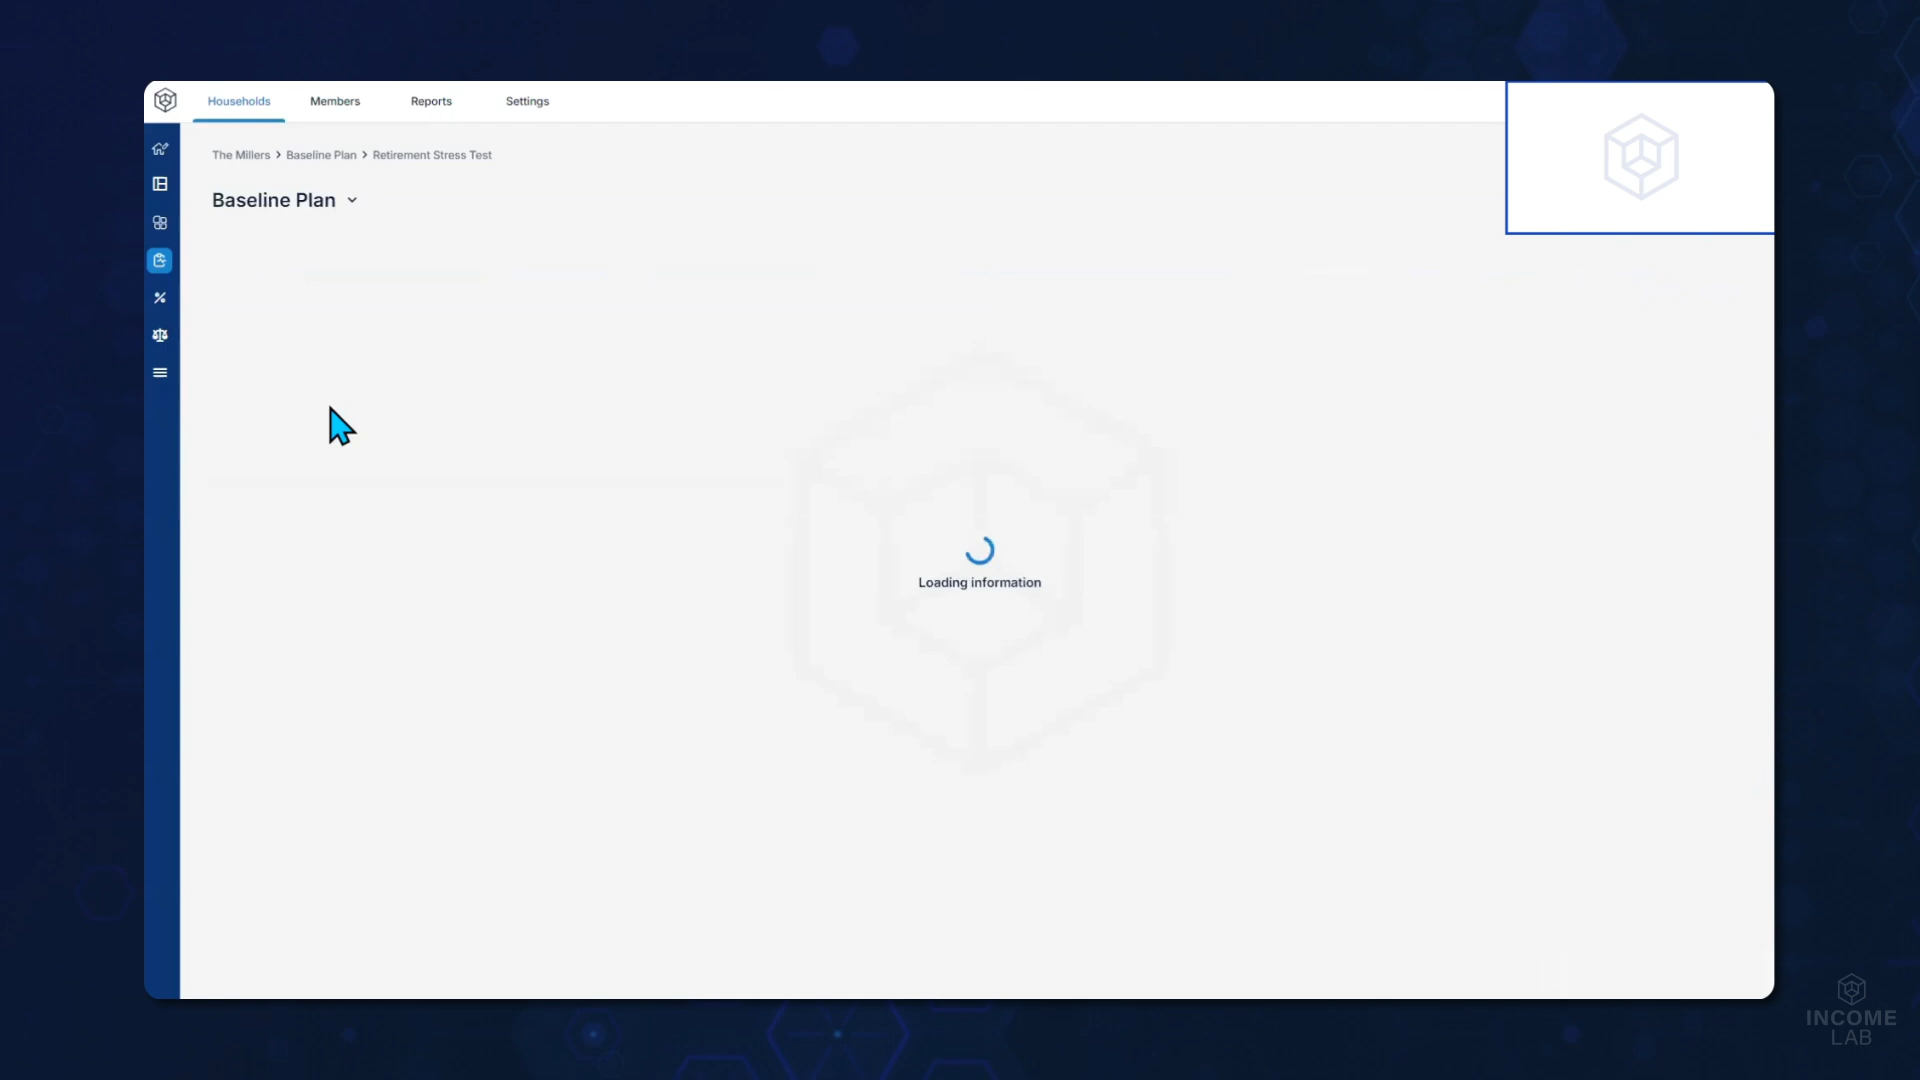 Households Members Reports Settings
The Millers > Baseline Plan > Retirement Stress Test
Baseline Plan
Loading information
INCOME
LAB